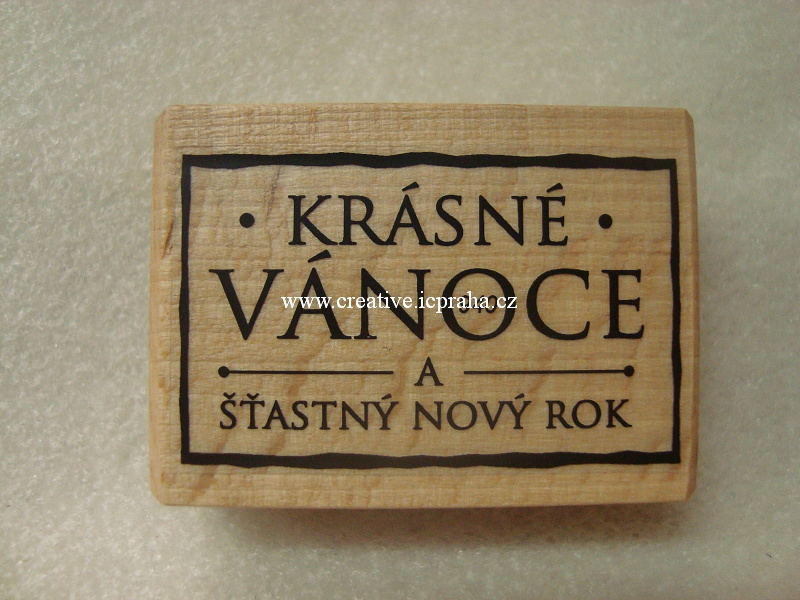 • KRÁSNÉ •
VÁNOCE
www.creative.icpraha.cz
A
ŠŤASTNÝ NOVÝ ROK